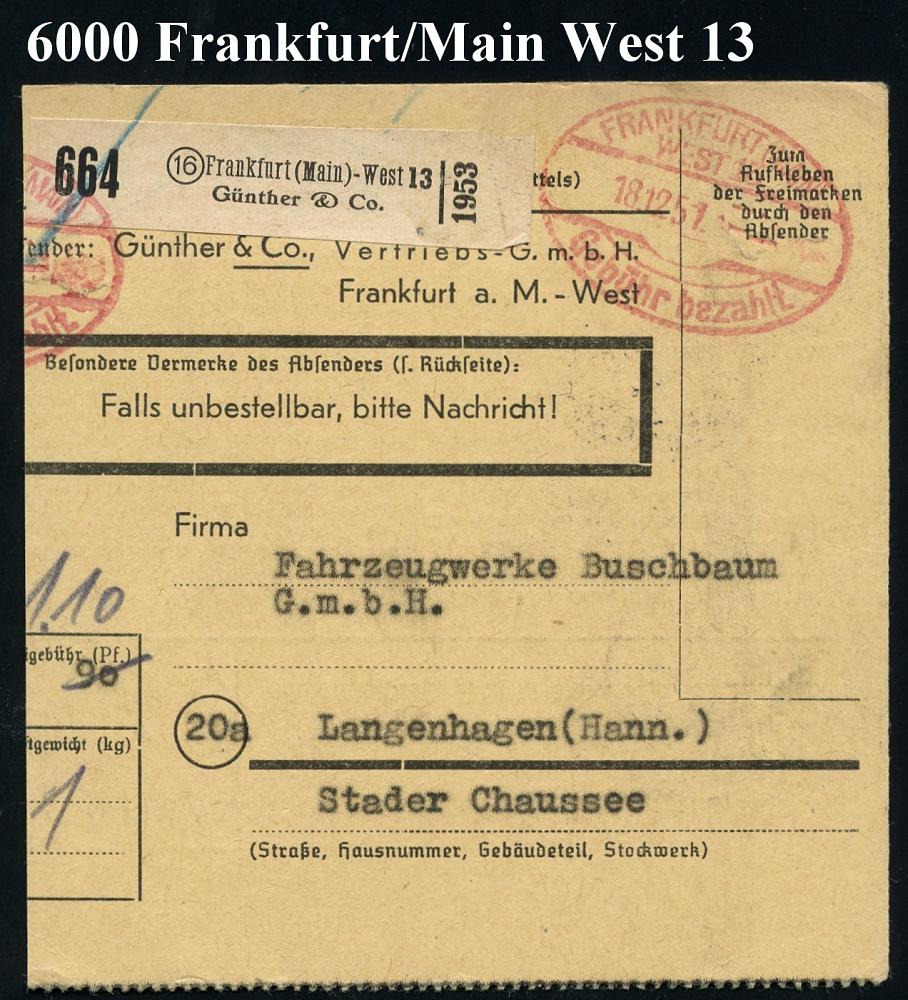 6000 Frankfurt/Main West 13
664
16 Frankfurt (Main)-West 13
Günther & Co.
1953
ttels)
FRANKFURT
WEST
18.12.51.
Gebühr bezahlt
Zum
Aufkleben
der Freimarken
durch den
Absender
ender: Günther & Co., Vertriebs-G. m. b. H.
Frankfurt a. M. - West
Besondere Vermerke des Absenders (s. Rückseite):
Falls unbestellbar, bitte Nachricht!
Firma
Fahrzeugwerke Buschbaum
G.m.b.H.
1.10
gebühr (Pf.)
90
20a Langenhagen(Hann.)
tgewicht (kg)
1
Stader Chaussee
(Straße, Hausnummer, Gebäudeteil, Stockwerk)